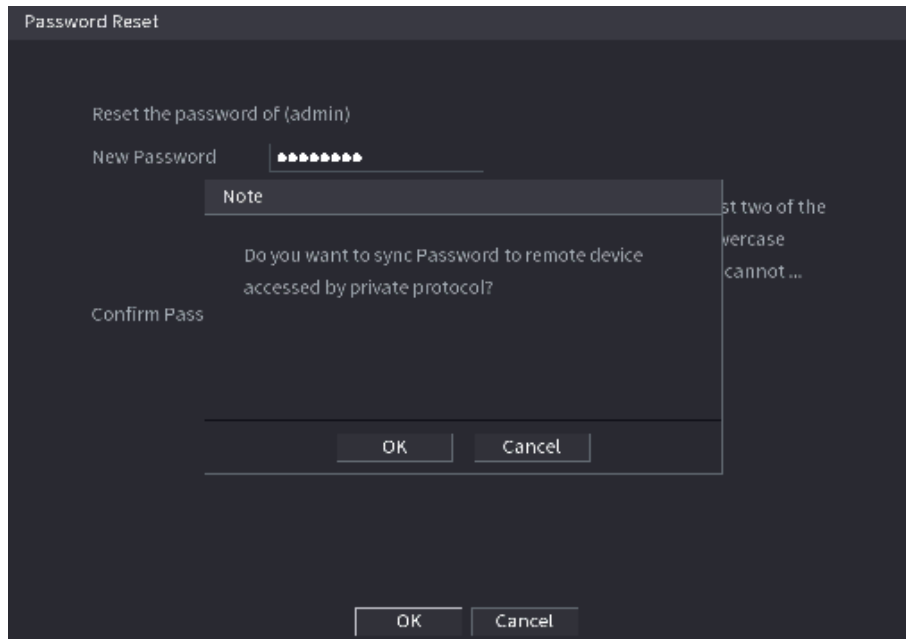 Password Reset
Reset the password of (admin)
New Password
Note
st two of the
Do you want to sync Password to remote device
vercase
accessed by private protocol?
cannot ...
Confirm Pass
OK Cancel
OK Cancel